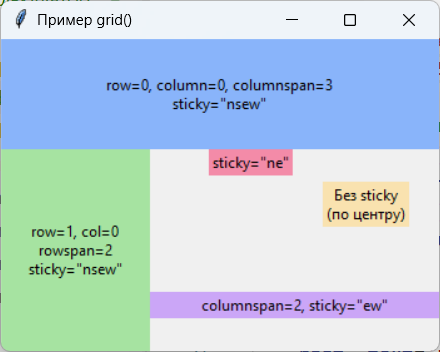 Пример grid()
row=0, column=0, columnspan=3
sticky="nsew"
sticky="ne"
Без sticky
(по центру)
row=1, col=0
rowspan=2
sticky="nsew"
columnspan=2, sticky="ew"